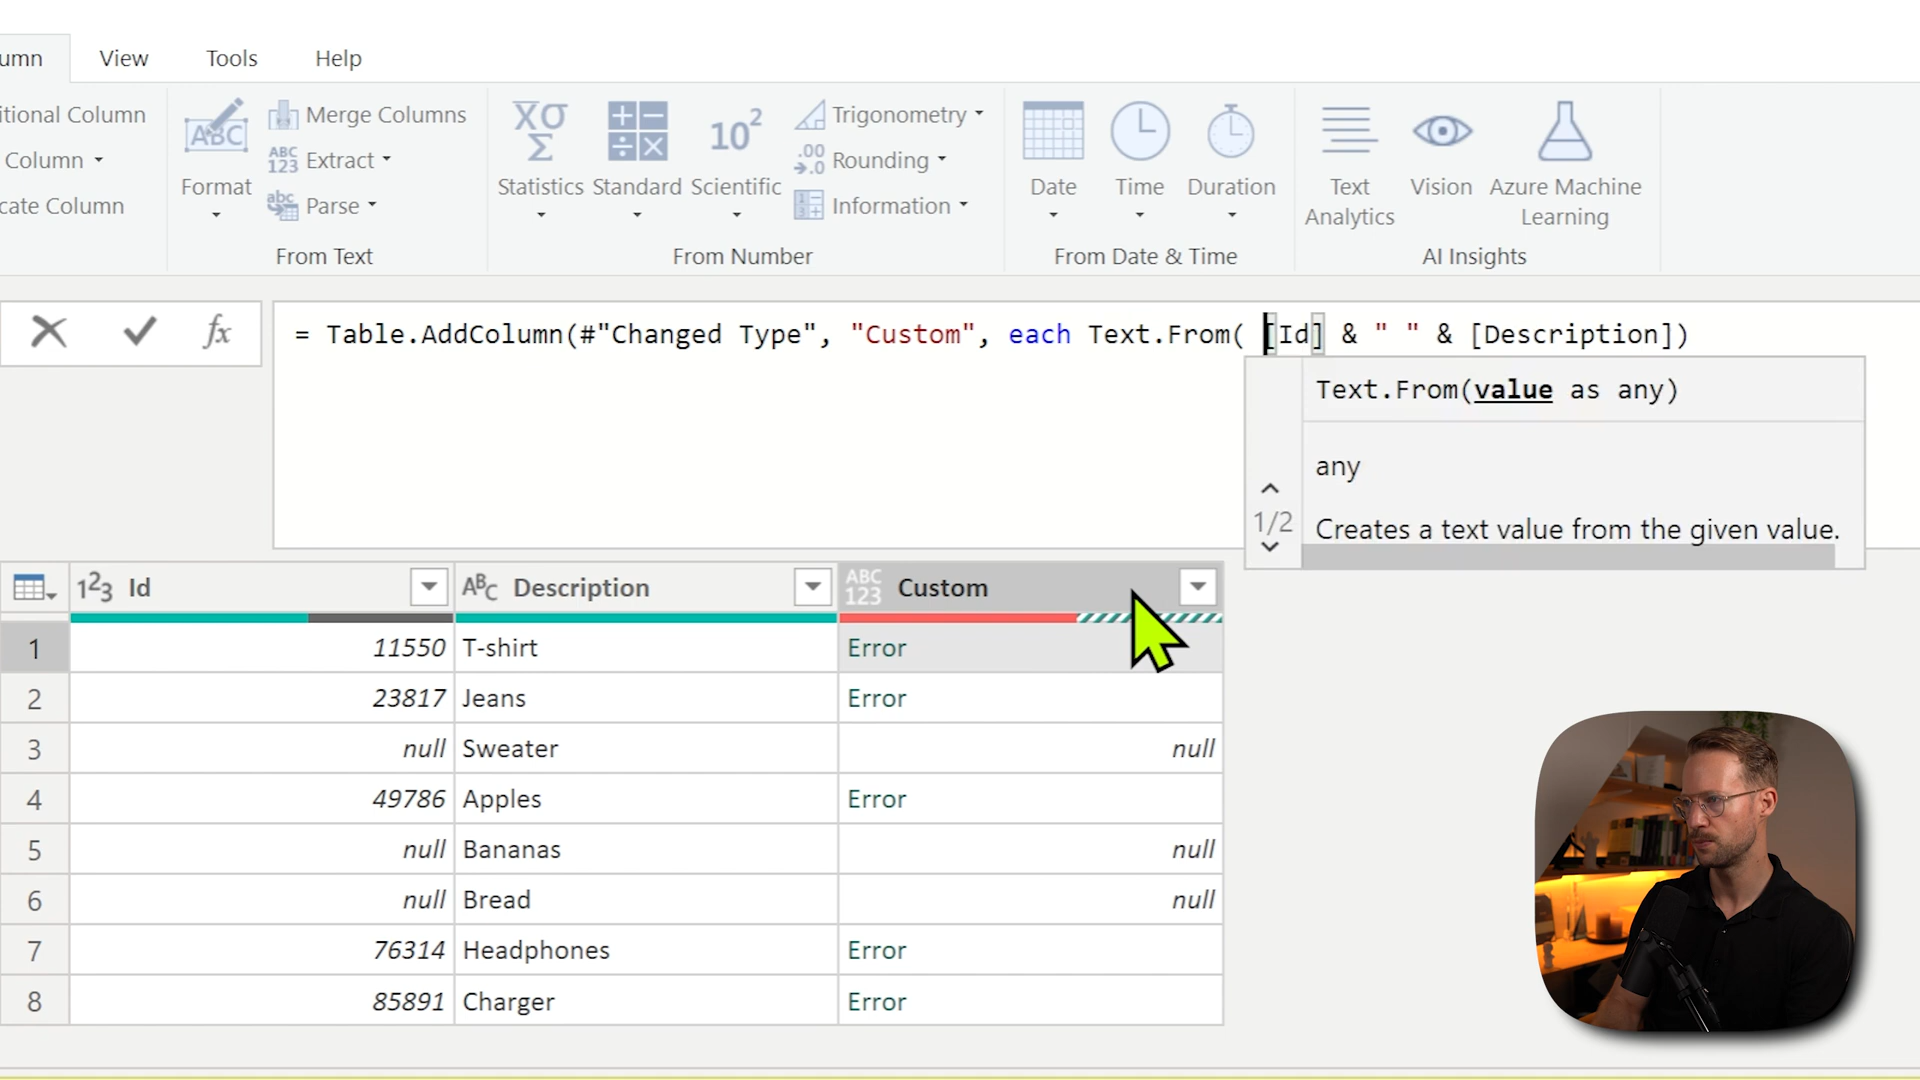 umn View Tools Help
itional Column
Column
cate Column
Format
Merge Columns
Extract
Parse
From Text
Statistics
Standard
Scientific
Trigonometry
Rounding
Information
From Number
Date
Time
Duration
From Date & Time
Text Analytics
Vision
Azure Machine Learning
AI Insights
fx = Table.AddColumn(#"Changed Type", "Custom", each Text.From( [Id] & " " & [Description])
Text.From(value as any)
any
1/2 Creates a text value from the given value.
123 Id ABC Description ABC 123 Custom
1 11550 T-shirt Error
2 23817 Jeans Error
3 null Sweater null
4 49786 Apples Error
5 null Bananas null
6 null Bread null
7 76314 Headphones Error
8 85891 Charger Error